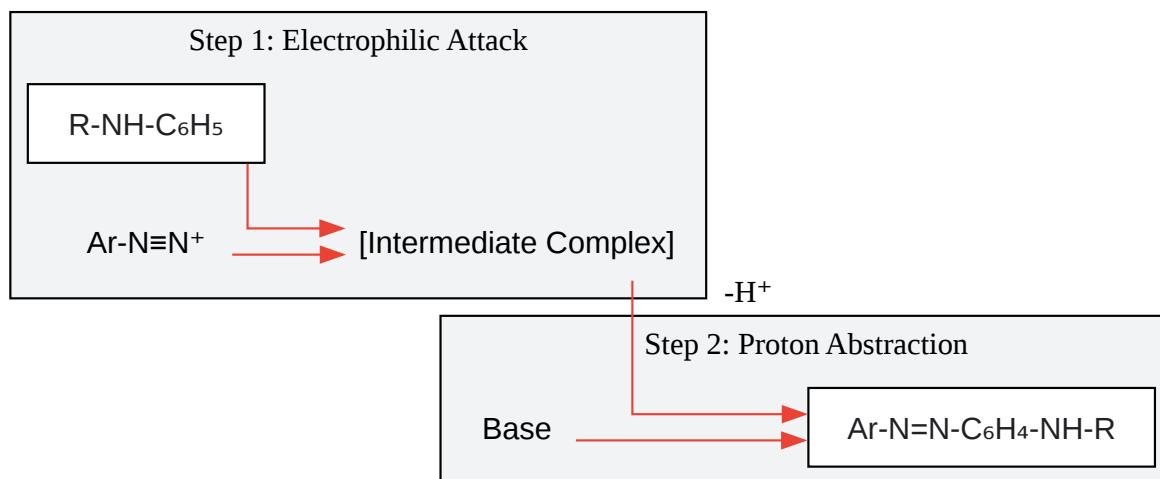 Step 1: Electrophilic Attack
R-NH-C₆H₅
Ar-N≡N⁺
[Intermediate Complex]
-H⁺
Step 2: Proton Abstraction
Base
Ar-N=N-C₆H₄-NH-R